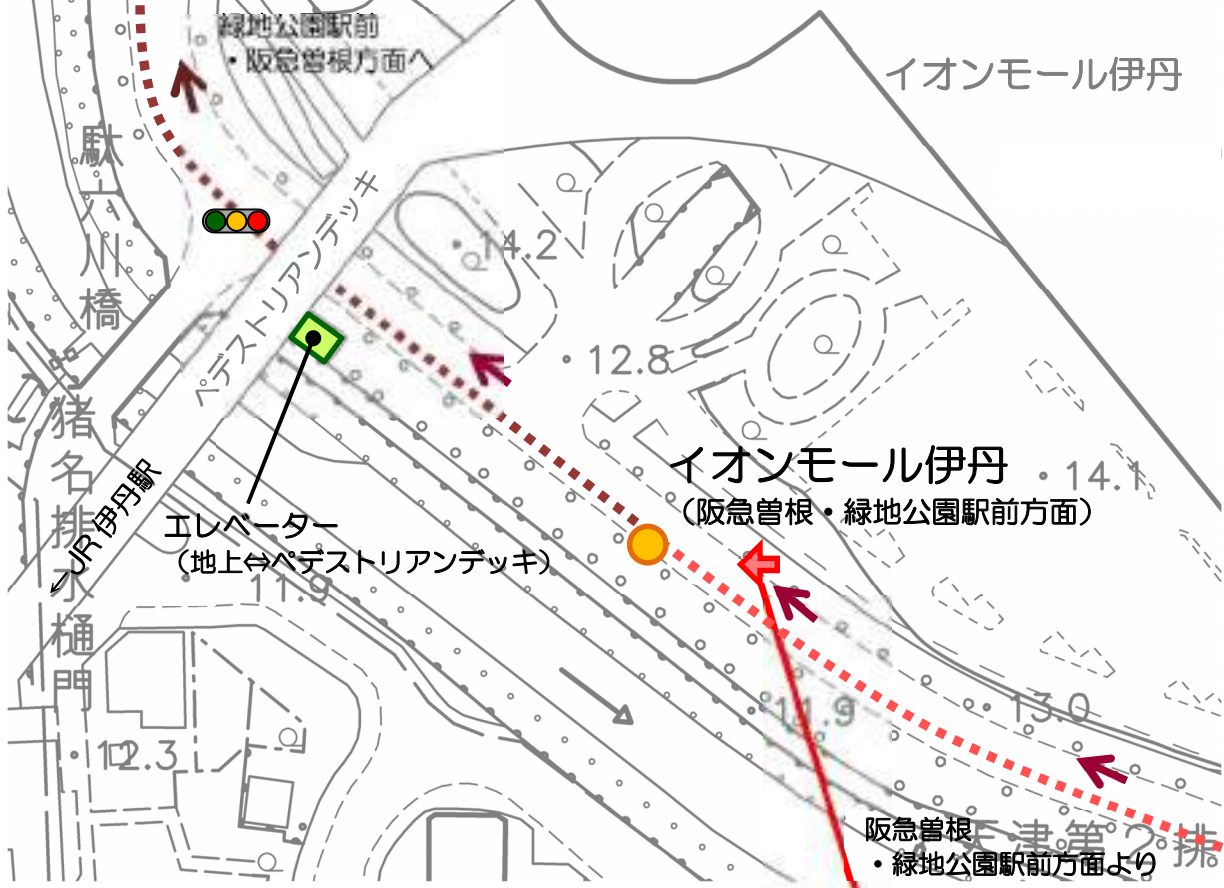 緑地公園駅前
・阪急曽根方面へ
イオンモール伊丹
駄六川橋
ペデストリアンデッキ
14.2
12.8
猪名排水樋門
イオンモール伊丹
（阪急曽根・緑地公園駅前方面）
14.1
←JR伊丹駅
エレベーター
（地上⇔ペデストリアンデッキ）
11.9
11.9
13.0
12.3
阪急曽根
・緑地公園駅前方面より
天津第2排